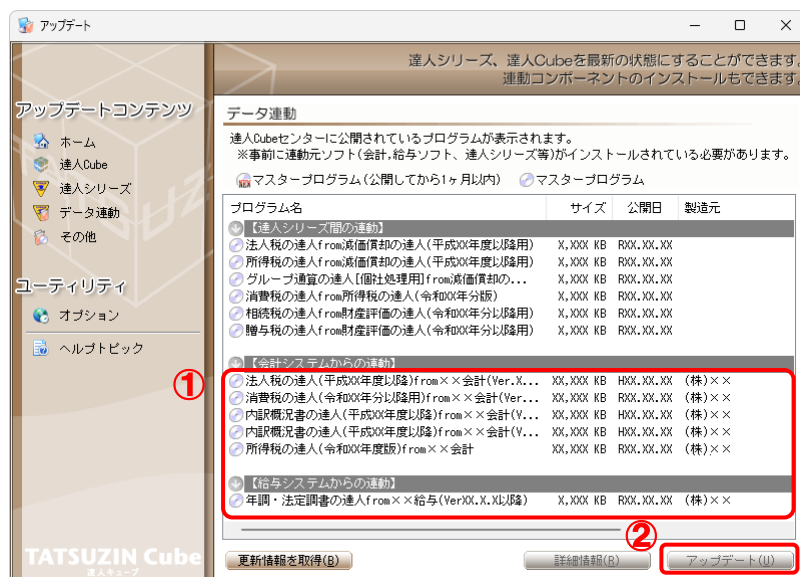 アップデート
達人シリーズ、達人Cubeを最新の状態にすることができます。
連動コンポーネントのインストールもできます。
アップデートコンテンツ
ホーム
達人Cube
達人シリーズ
データ連動
その他
ユーティリティ
オプション
ヘルプトピック
TATSUZIN Cube
達人キューブ
データ連動
達人Cubeセンターに公開されているプログラムが表示されます。
※事前に連動元ソフト(会計,給与ソフト、達人シリーズ等)がインストールされている必要があります。
マスタープログラム(公開してから1ヶ月以内) マスタープログラム
プログラム名 サイズ 公開日 製造元
【達人シリーズ間の連動】
法人税の達人from減価償却の達人(平成XX年度以降用) X,XXX KB RXX.XX.XX
所得税の達人from減価償却の達人(平成XX年度以降用) X,XXX KB RXX.XX.XX
グループ通算の達人[個社処理用]from減価償却の... X,XXX KB RXX.XX.XX
消費税の達人from所得税の達人(令和XX年分版) X,XXX KB RXX.XX.XX
相続税の達人from財産評価の達人(令和XX年分以降用) X,XXX KB RXX.XX.XX
贈与税の達人from財産評価の達人(令和XX年分以降用) X,XXX KB RXX.XX.XX
【会計システムからの連動】
①
法人税の達人(平成XX年度以降)from××会計(Ver.X... XX,XXX KB HXX.XX.XX (株)××
消費税の達人(令和XX年分以降用)from××会計(Ver... XX,XXX KB RXX.XX.XX (株)××
内訳概況書の達人(平成XX年度以降)from××会計(V... XX,XXX KB RXX.XX.XX (株)××
内訳概況書の達人(平成XX年度以降)from××会計(V... XX,XXX KB RXX.XX.XX (株)××
所得税の達人(令和XX年度版)from××会計 XX,XXX KB RXX.XX.XX (株)××
【給与システムからの連動】
年調・法定調書の達人from××給与(VerXX.X.X以降) X,XXX KB RXX.XX.XX (株)××
②
更新情報を取得(B) 詳細情報(R) アップデート(U)